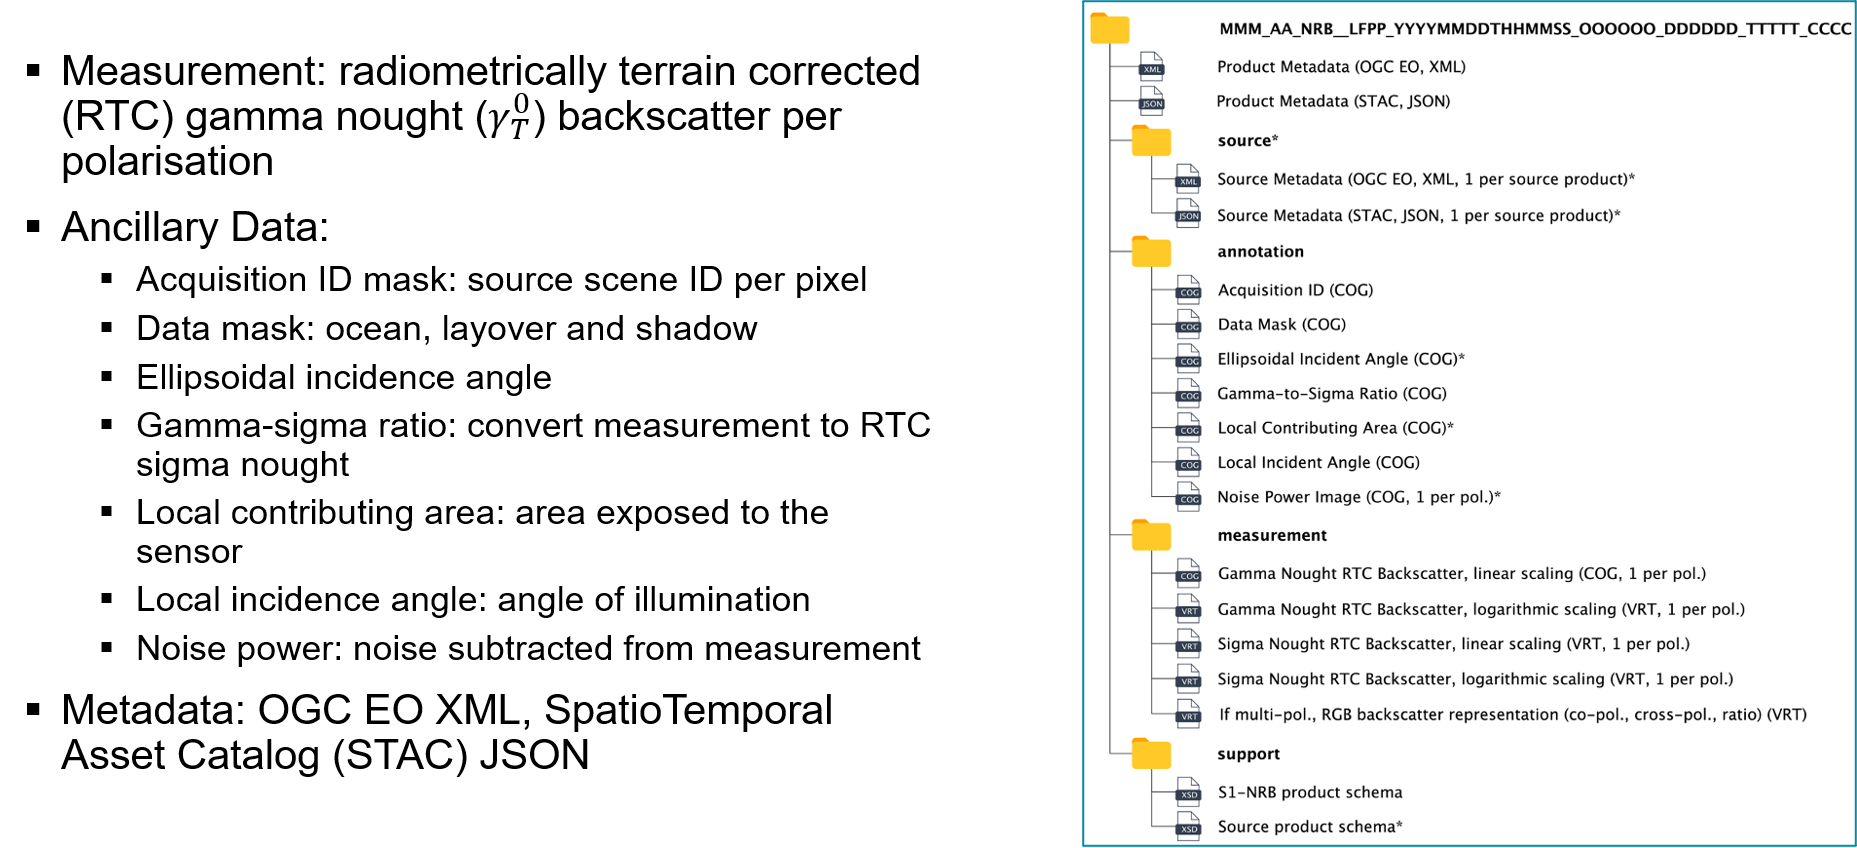 ▪ Measurement: radiometrically terrain corrected
(RTC) gamma nought (γ⁰_T) backscatter per
polarisation
▪ Ancillary Data:
▪ Acquisition ID mask: source scene ID per pixel
▪ Data mask: ocean, layover and shadow
▪ Ellipsoidal incidence angle
▪ Gamma-sigma ratio: convert measurement to RTC
sigma nought
▪ Local contributing area: area exposed to the
sensor
▪ Local incidence angle: angle of illumination
▪ Noise power: noise subtracted from measurement
▪ Metadata: OGC EO XML, SpatioTemporal
Asset Catalog (STAC) JSON
MMM_AA_NRB__LFPP_YYYYMMDDTHHMMSS_OOOOOO_DDDDDD_TTTTT_CCCC
XML Product Metadata (OGC EO, XML)
JSON Product Metadata (STAC, JSON)
source*
XML Source Metadata (OGC EO, XML, 1 per source product)*
JSON Source Metadata (STAC, JSON, 1 per source product)*
annotation
COG Acquisition ID (COG)
COG Data Mask (COG)
COG Ellipsoidal Incident Angle (COG)*
COG Gamma-to-Sigma Ratio (COG)
COG Local Contributing Area (COG)*
COG Local Incident Angle (COG)
COG Noise Power Image (COG, 1 per pol.)*
measurement
COG Gamma Nought RTC Backscatter, linear scaling (COG, 1 per pol.)
VRT Gamma Nought RTC Backscatter, logarithmic scaling (VRT, 1 per pol.)
VRT Sigma Nought RTC Backscatter, linear scaling (VRT, 1 per pol.)
VRT Sigma Nought RTC Backscatter, logarithmic scaling (VRT, 1 per pol.)
VRT If multi-pol., RGB backscatter representation (co-pol., cross-pol., ratio) (VRT)
support
XSD S1-NRB product schema
XSD Source product schema*